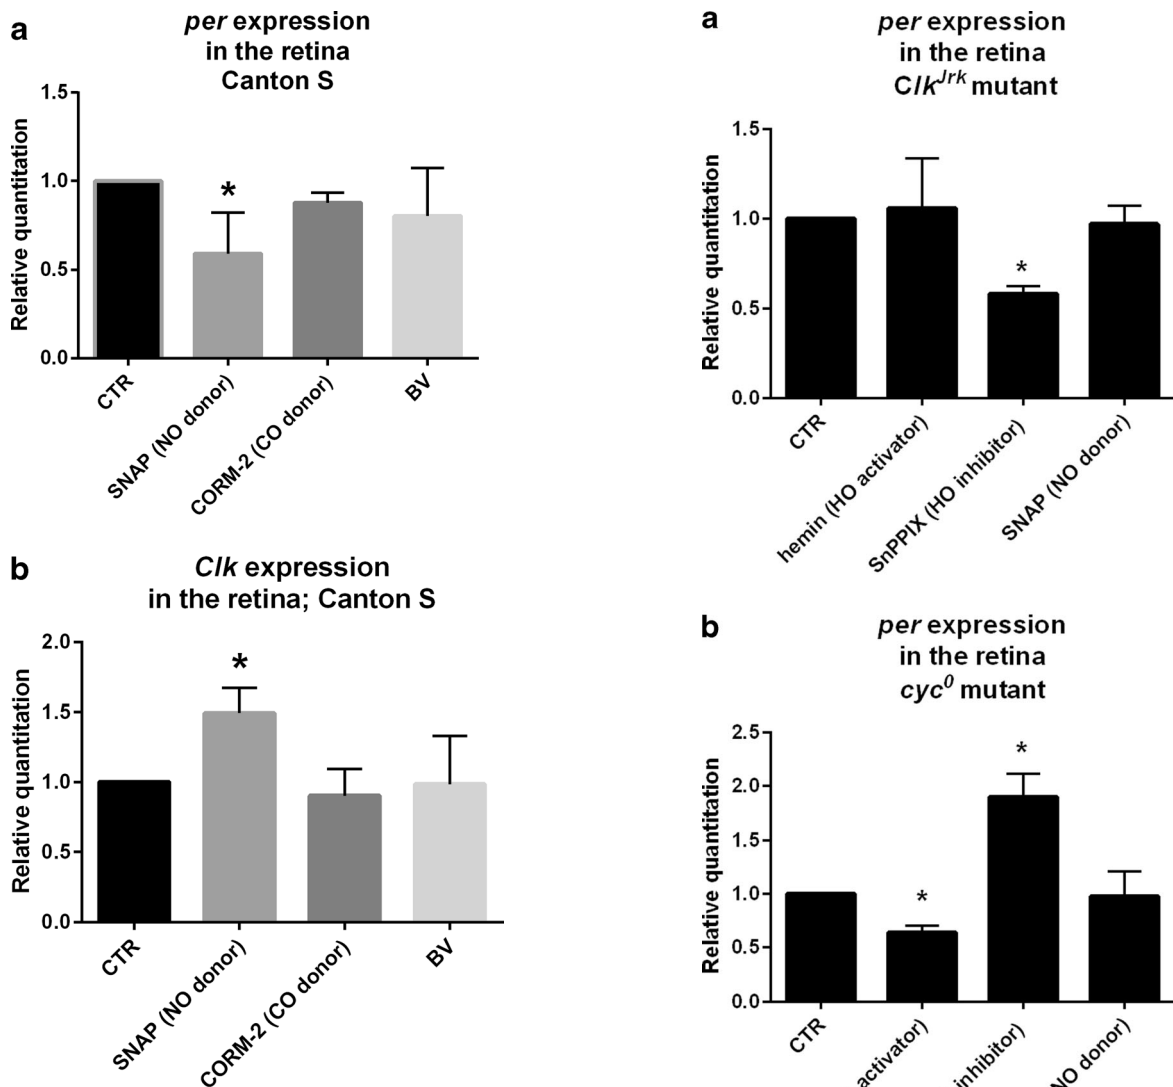 a
per expression
in the retina
Canton S
Relative quantitation
1.5
1.0
0.5
0.0
CTR
SNAP (NO donor)
CORM-2 (CO donor)
BV
b
Clk expression
in the retina; Canton S
Relative quantitation
2.0
1.5
1.0
0.5
0.0
CTR
SNAP (NO donor)
CORM-2 (CO donor)
BV
a
per expression
in the retina
Clk^Jrk mutant
Relative quantitation
1.5
1.0
0.5
0.0
CTR
hemin (HO activator)
SnPPIX (HO inhibitor)
SNAP (NO donor)
b
per expression
in the retina
cyc^0 mutant
Relative quantitation
2.5
2.0
1.5
1.0
0.5
0.0
CTR
activator)
inhibitor)
NO donor)